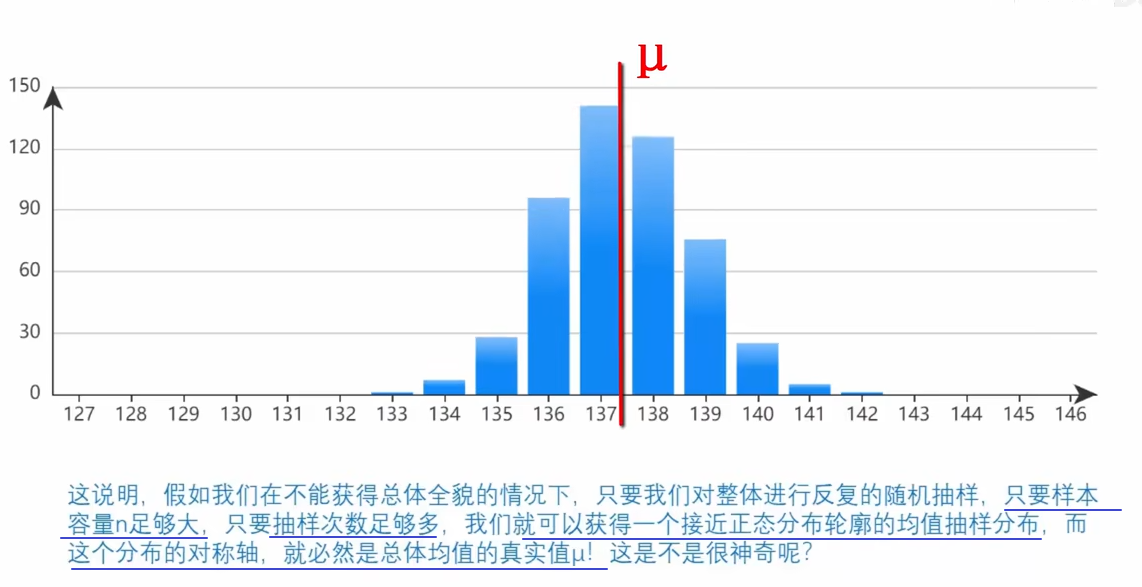 μ
150
120
90
60
30
0
127 128 129 130 131 132 133 134 135 136 137 138 139 140 141 142 143 144 145 146
这说明，假如我们在不能获得总体全貌的情况下，只要我们对整体进行反复的随机抽样，只要样本
容量n足够大，只要抽样次数足够多，我们就可以获得一个接近正态分布轮廓的均值抽样分布，而
这个分布的对称轴，就必然是总体均值的真实值μ！这是不是很神奇呢？